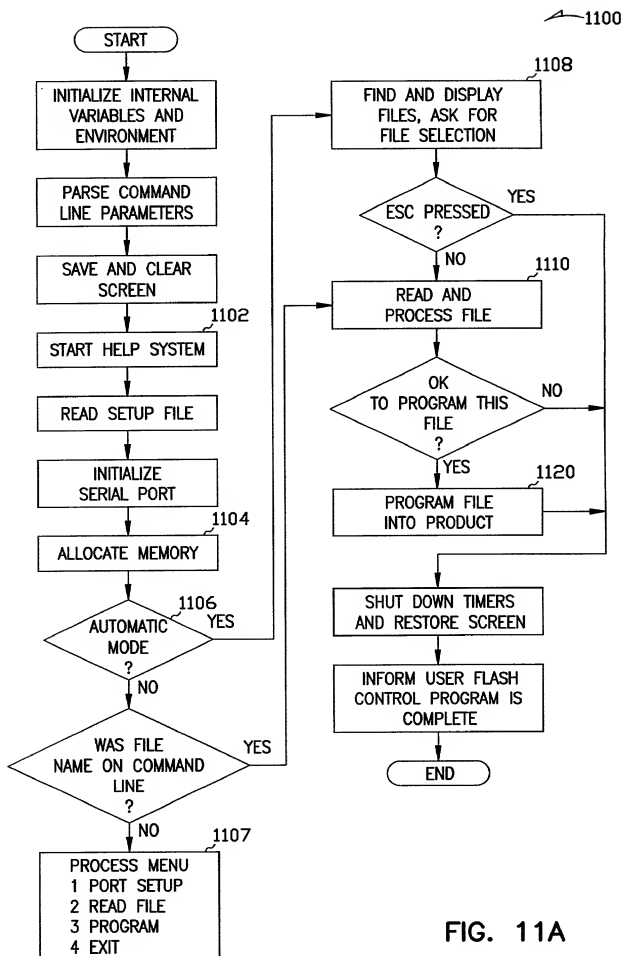 1100
START
INITIALIZE INTERNAL
VARIABLES AND
ENVIRONMENT
PARSE COMMAND
LINE PARAMETERS
SAVE AND CLEAR
SCREEN
1102
START HELP SYSTEM
READ SETUP FILE
INITIALIZE
SERIAL PORT
1104
ALLOCATE MEMORY
1106
AUTOMATIC
MODE
?
YES
NO
WAS FILE
NAME ON COMMAND
LINE
?
YES
NO
1107
PROCESS MENU
1 PORT SETUP
2 READ FILE
3 PROGRAM
4 EXIT
1108
FIND AND DISPLAY
FILES, ASK FOR
FILE SELECTION
ESC PRESSED
?
YES
NO
1110
READ AND
PROCESS FILE
OK
TO PROGRAM THIS
FILE
?
NO
YES
1120
PROGRAM FILE
INTO PRODUCT
SHUT DOWN TIMERS
AND RESTORE SCREEN
INFORM USER FLASH
CONTROL PROGRAM IS
COMPLETE
END
FIG. 11A